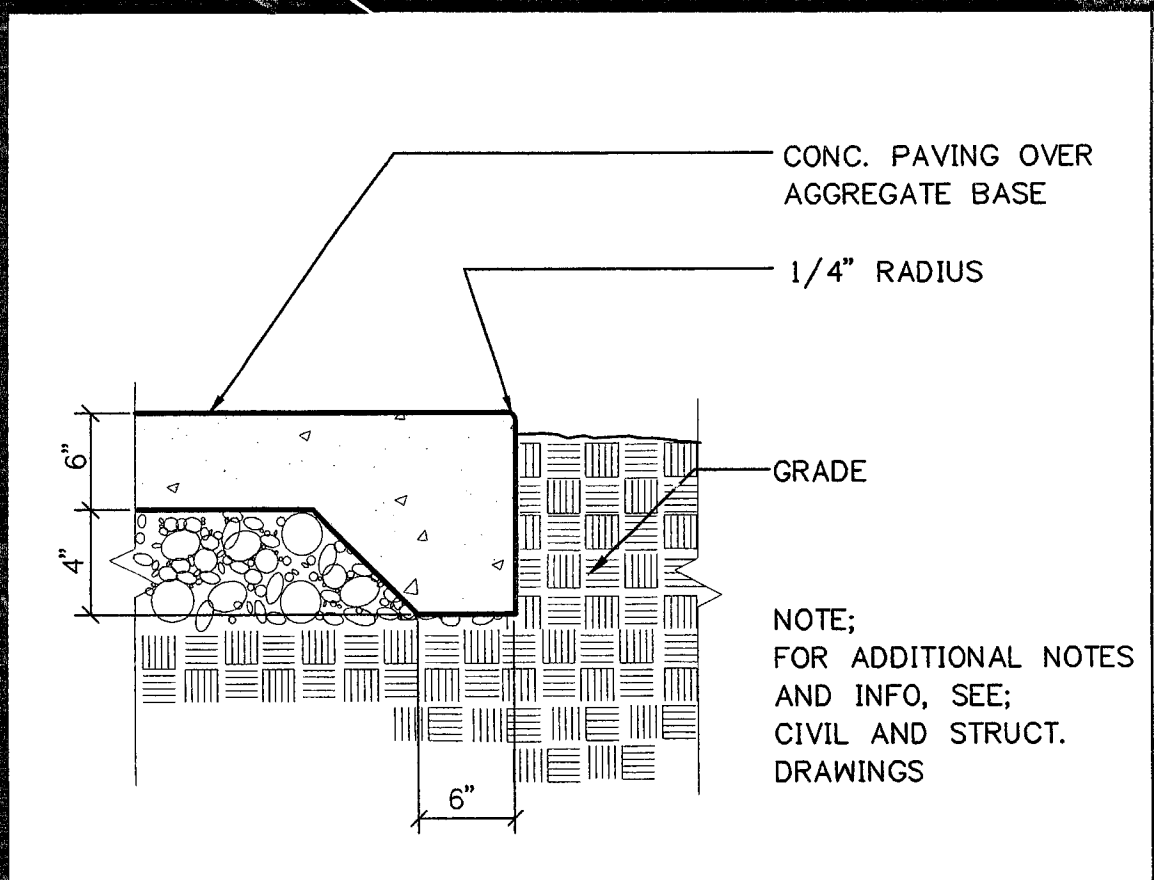 CONC. PAVING OVER
AGGREGATE BASE
1/4" RADIUS
6"
GRADE
4"
NOTE;
FOR ADDITIONAL NOTES
AND INFO, SEE;
CIVIL AND STRUCT.
DRAWINGS
6"